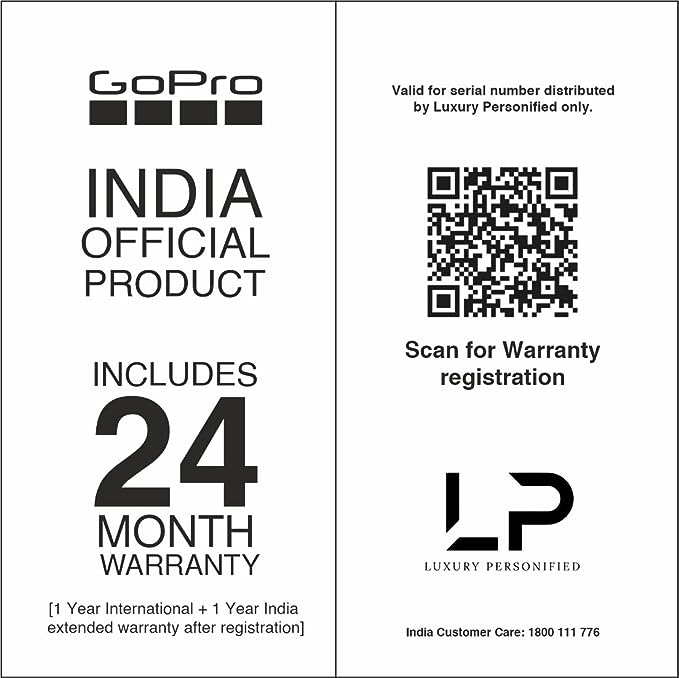 GoPro
INDIA
OFFICIAL
PRODUCT
INCLUDES
24
MONTH
WARRANTY
[1 Year International + 1 Year India
extended warranty after registration]
Valid for serial number distributed
by Luxury Personified only.
Scan for Warranty
registration
LP
LUXURY PERSONIFIED
India Customer Care: 1800 111 776